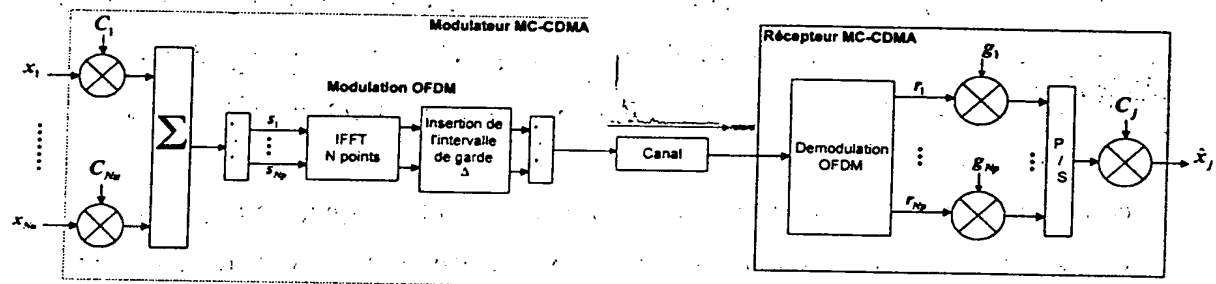 Modulateur MC-CDMA
C1
x1
Σ
CNu
xNu
Modulation OFDM
s1
sNp
IFFT
N points
Insertion de
l'intervalle
de garde
Δ
Canal
Récepteur MC-CDMA
Demodulation
OFDM
r1
rNp
g1
gNp
P
/
S
Cj
x̂j